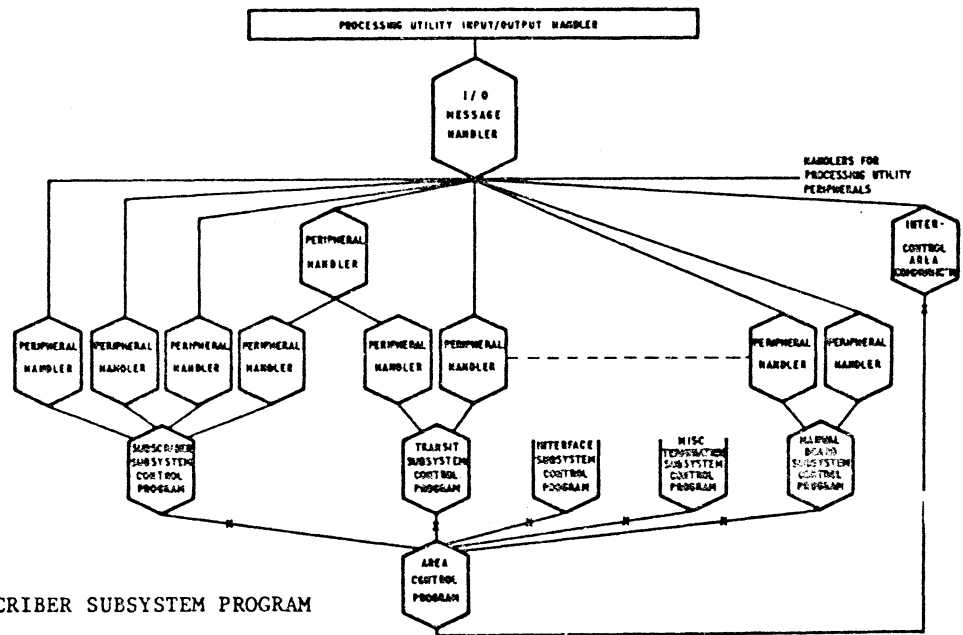 PROCESSING UTILITY INPUT/OUTPUT HANDLER
I/O
MESSAGE
HANDLER
HANDLERS FOR
PROCESSING UTILITY
PERIPHERALS
PERIPHERAL
HANDLER
INTER-
CONTROL
AREA
PERIPHERAL
HANDLER
PERIPHERAL
HANDLER
PERIPHERAL
HANDLER
PERIPHERAL
HANDLER
PERIPHERAL
HANDLER
PERIPHERAL
HANDLER
PERIPHERAL
HANDLER
PERIPHERAL
HANDLER
SUBSCRIBER
SUBSYSTEM
CONTROL
PROGRAM
TRANSIT
SUBSYSTEM
CONTROL
PROGRAM
INTERFACE
SUBSYSTEM
CONTROL
PROGRAM
MISC
TERMINATION
SUBSYSTEM
CONTROL
PROGRAM
MANUAL
BOARD
SUBSYSTEM
CONTROL
PROGRAM
AREA
CONTROL
PROGRAM
CRIBER SUBSYSTEM PROGRAM